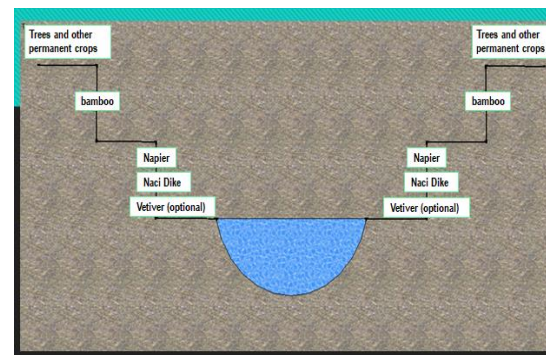 Trees and other
permanent crops
Trees and other
permanent crops
bamboo
bamboo
Napier
Napier
Naci Dike
Naci Dike
Vetiver (optional)
Vetiver (optional)